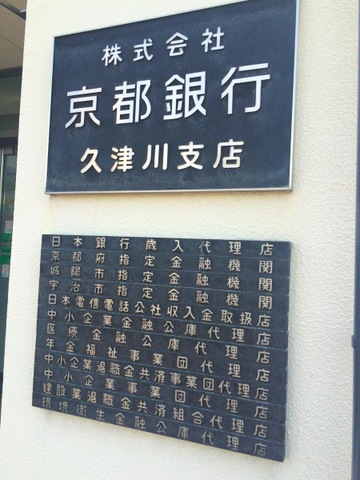 株式会社
京都銀行
久津川支店
日本銀行歳入代理店
京都府指定金融機関
城陽市指定金融機関
宇治市指定金融機関
日本電信電話公社収入金取扱店
中小企業金融公庫代理店
医療金融公庫代理店
年金福祉事業団代理店
中小企業退職金共済事業団代理店
中小企業事業団代理店
建設業退職金共済組合代理店
環境衛生金融公庫代理店